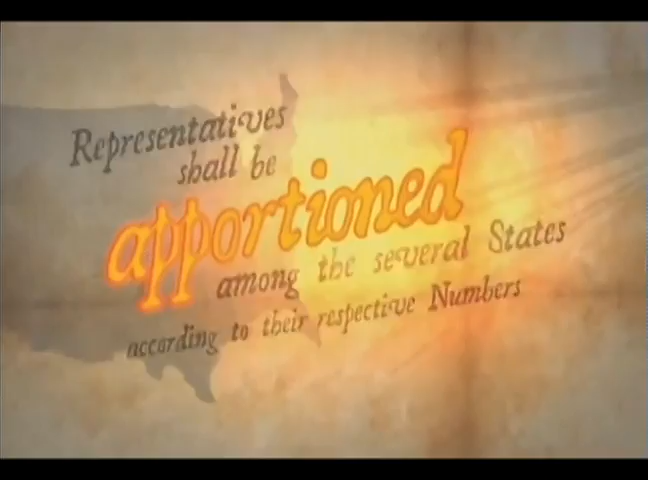 Representatives
shall be
apportioned
among the several States
according to their respective Numbers